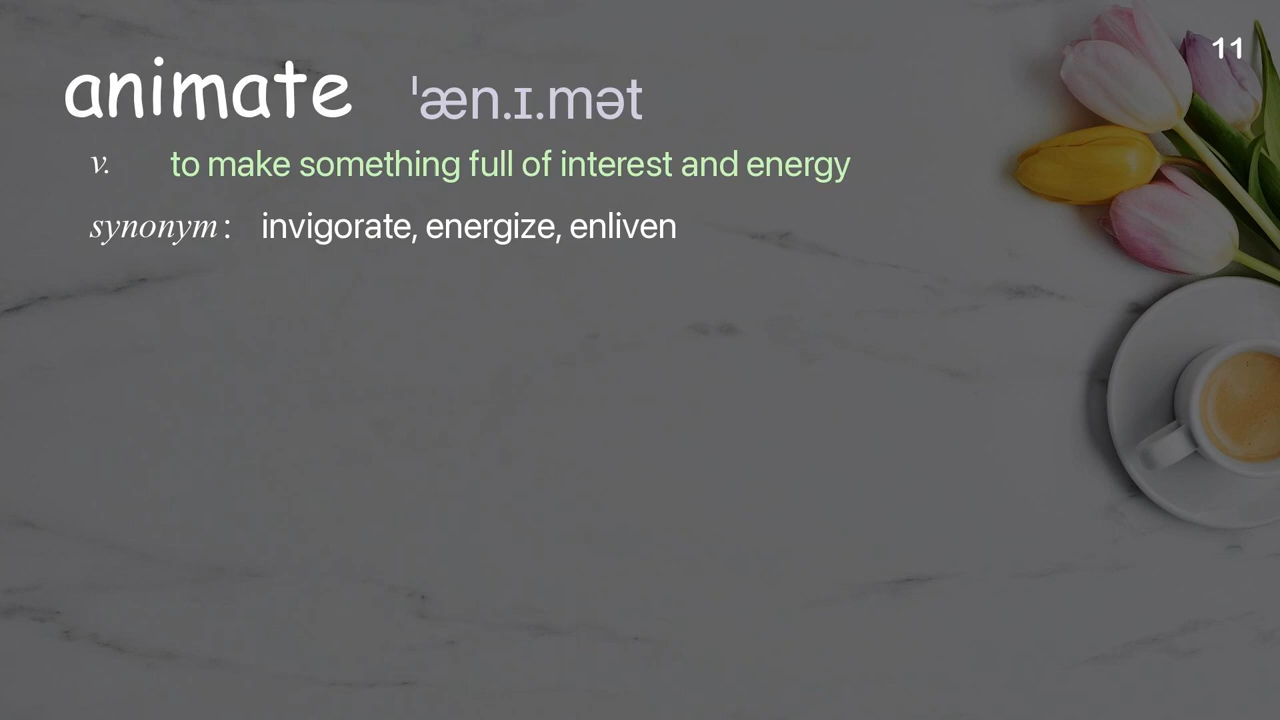 11
animate ˈæn.ɪ.mət
v. to make something full of interest and energy
synonym: invigorate, energize, enliven